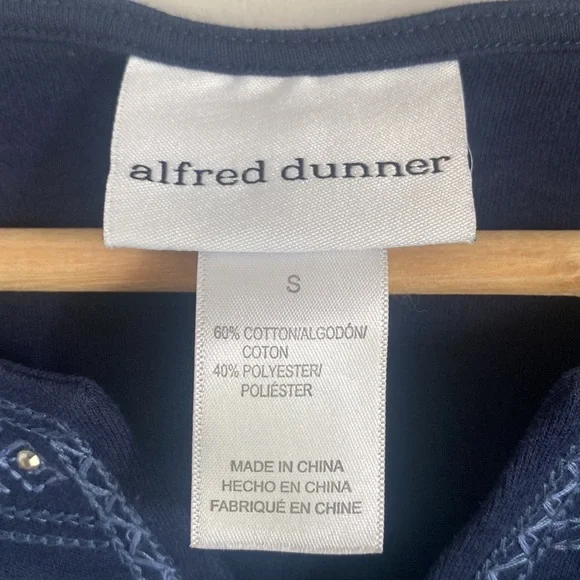 alfred dunner
S
60% COTTON/ALGODÓN/
COTON
40% POLYESTER/
POLIÉSTER
MADE IN CHINA
HECHO EN CHINA
FABRIQUÉ EN CHINE